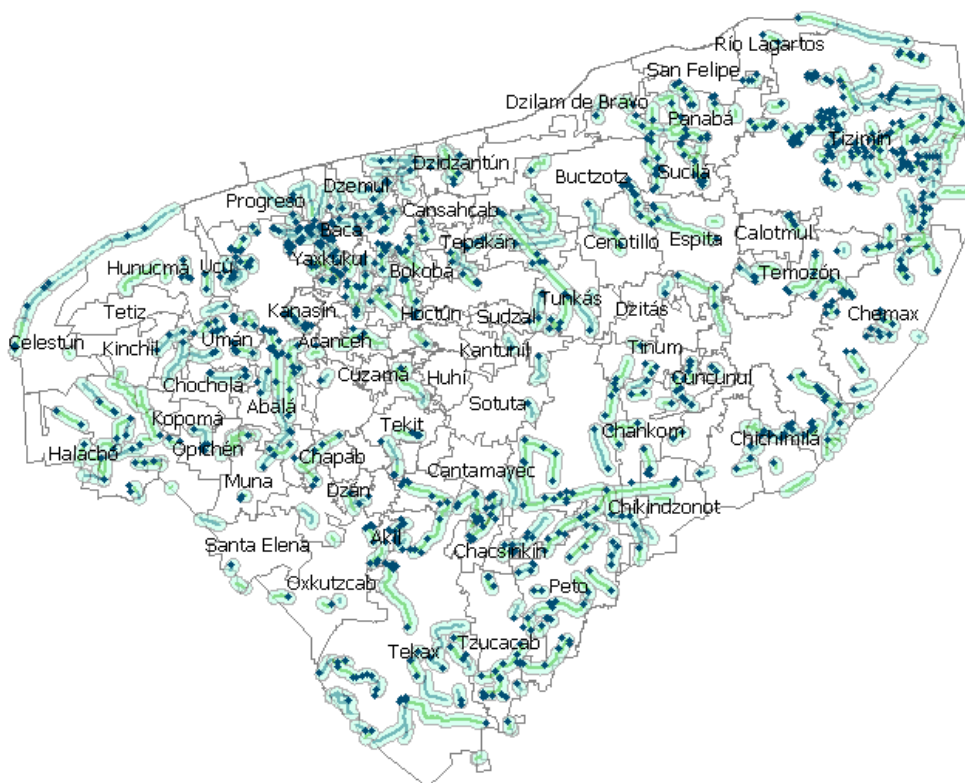 Río Lagartos
San Felipe
Dzilam de Bravo
Panabá
Tizimín
Dzidzantún
Buctzotz
Sucilá
Dzemul
Progreso
Cansahcab
Baca
Cenotillo
Espita
Calotmul
Tepakán
Yaxkukul
Bokobá
Hunucmá
Ucú
Temozón
Tetiz
Kanasín
Hoctún
Sudzal
Tunkás
Dzitás
Chemax
Celestún
Kinchil
Umán
Acanceh
Kantunil
Tinum
Chocholá
Cuzamá
Huhí
Cuncunul
Abalá
Sotuta
Kopomá
Tekit
Chankom
Chichimilá
Halachó
Opichén
Chapab
Cantamayec
Muna
Dzán
Chikindzonot
Santa Elena
Akil
Chacsinkín
Oxkutzcab
Peto
Tekax
Tzucacab